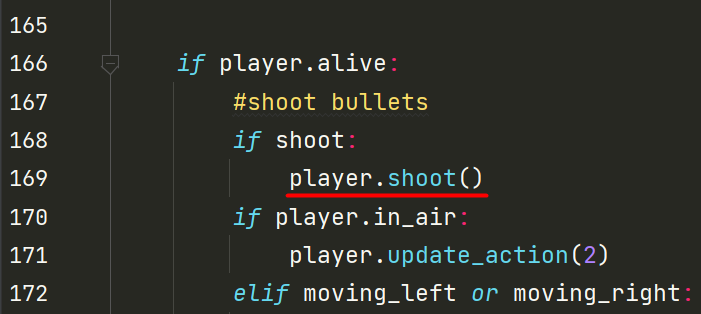 165
166 if player.alive:
167 #shoot bullets
168 if shoot:
169 player.shoot()
170 if player.in_air:
171 player.update_action(2)
172 elif moving_left or moving_right: